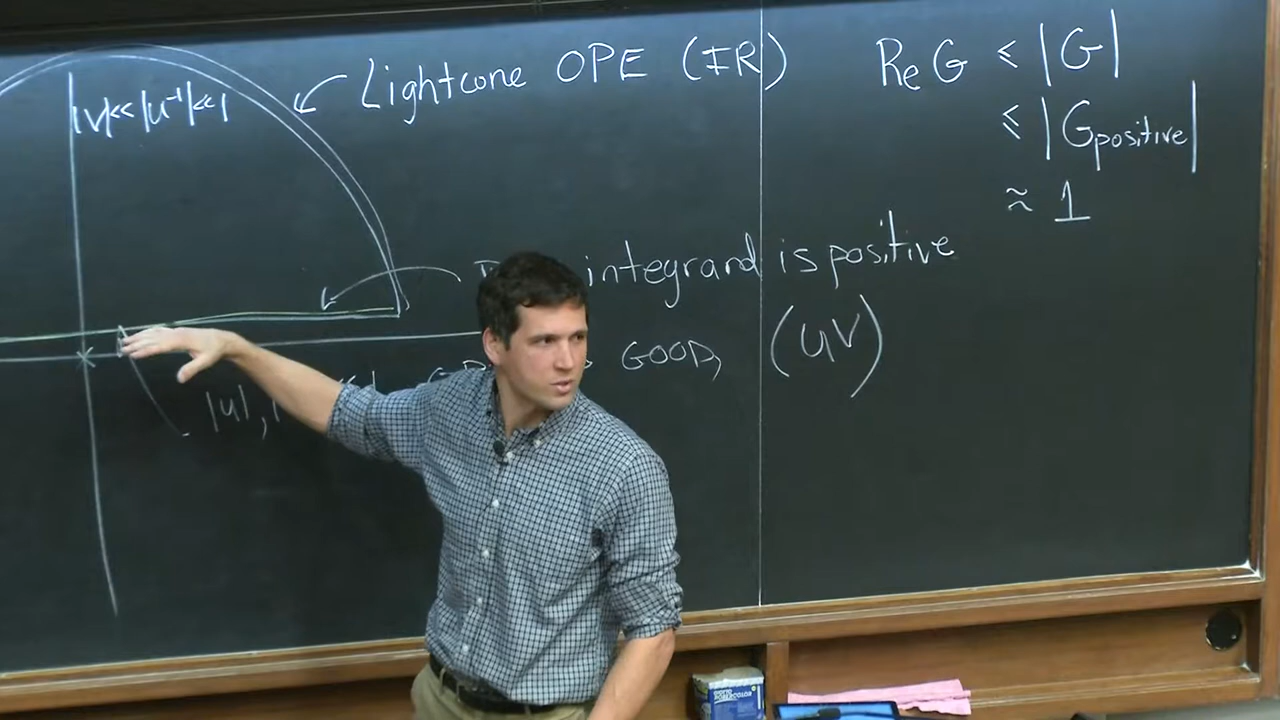 Lightcone OPE (IR)
|v|<<|u⁻¹|<<1
Re G ≤ |G|
≤ |G_positive|
≈ 1
integrand is positive
GOOD, (UV)
|u|,